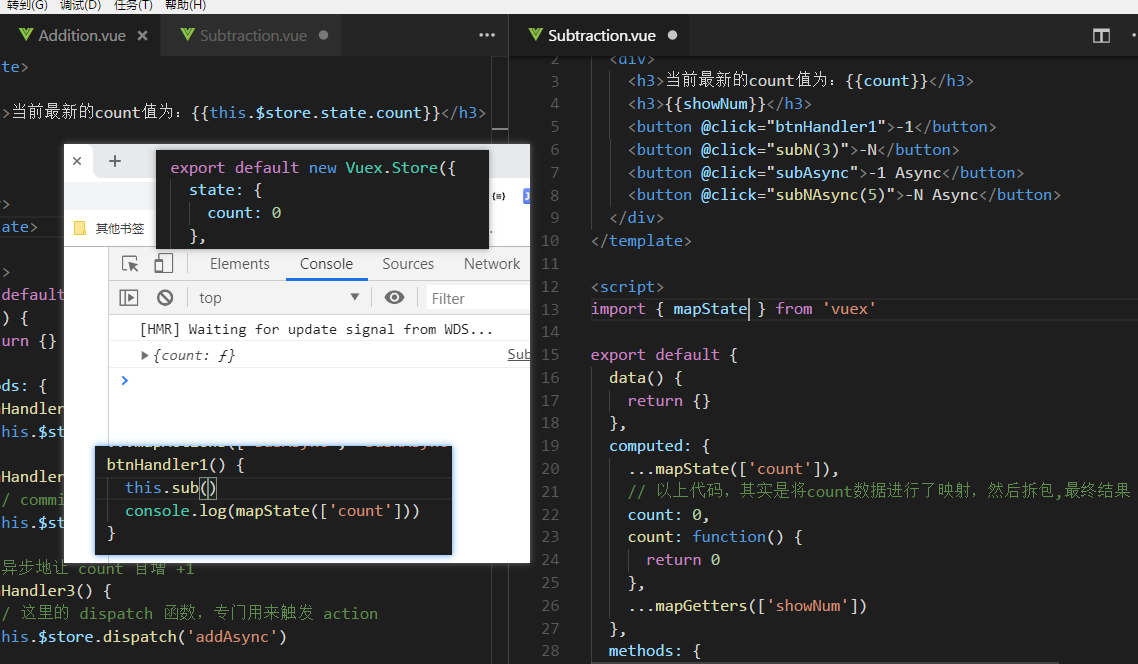 转到(G) 调试(D) 任务(T) 帮助(H)
Addition.vue
Subtraction.vue
te>
>当前最新的count值为：{{this.$store.state.count}}</h3>
>
ate>
>
default
) {
urn {}
ods: {
nHandler
his.$st
nHandler
/ commi
his.$st
异步地让 count 自增 +1
nHandler3() {
/ 这里的 dispatch 函数，专门用来触发 action
his.$store.dispatch('addAsync')
export default new Vuex.Store({
state: {
count: 0
},
其他书签
Elements Console Sources Network
top Filter
[HMR] Waiting for update signal from WDS...
{count: ƒ} Sub
btnHandler1() {
this.sub()
console.log(mapState(['count']))
}
Subtraction.vue
2 <div>
3 <h3>当前最新的count值为：{{count}}</h3>
4 <h3>{{showNum}}</h3>
5 <button @click="btnHandler1">-1</button>
6 <button @click="subN(3)">-N</button>
7 <button @click="subAsync">-1 Async</button>
8 <button @click="subNAsync(5)">-N Async</button>
9 </div>
10 </template>
11
12 <script>
13 import { mapState } from 'vuex'
14
15 export default {
16 data() {
17 return {}
18 },
19 computed: {
20 ...mapState(['count']),
21 // 以上代码，其实是将count数据进行了映射，然后拆包,最终结果
22 count: 0,
23 count: function() {
24 return 0
25 },
26 ...mapGetters(['showNum'])
27 },
28 methods: {